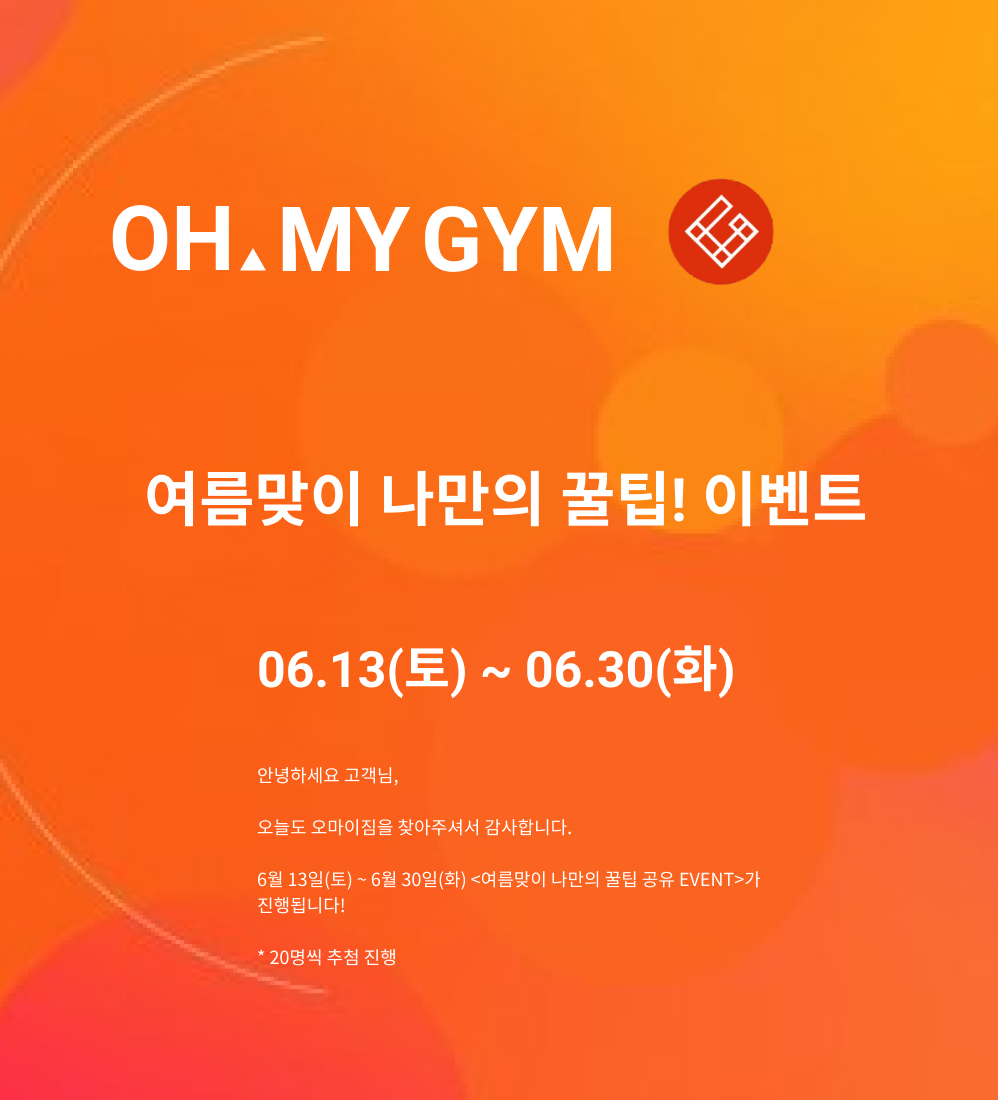 OH▲MY GYM
여름맞이 나만의 꿀팁! 이벤트
06.13(토) ~ 06.30(화)
안녕하세요 고객님,
오늘도 오마이짐을 찾아주셔서 감사합니다.
6월 13일(토) ~ 6월 30일(화) <여름맞이 나만의 꿀팁 공유 EVENT>가
진행됩니다!
* 20명씩 추첨 진행